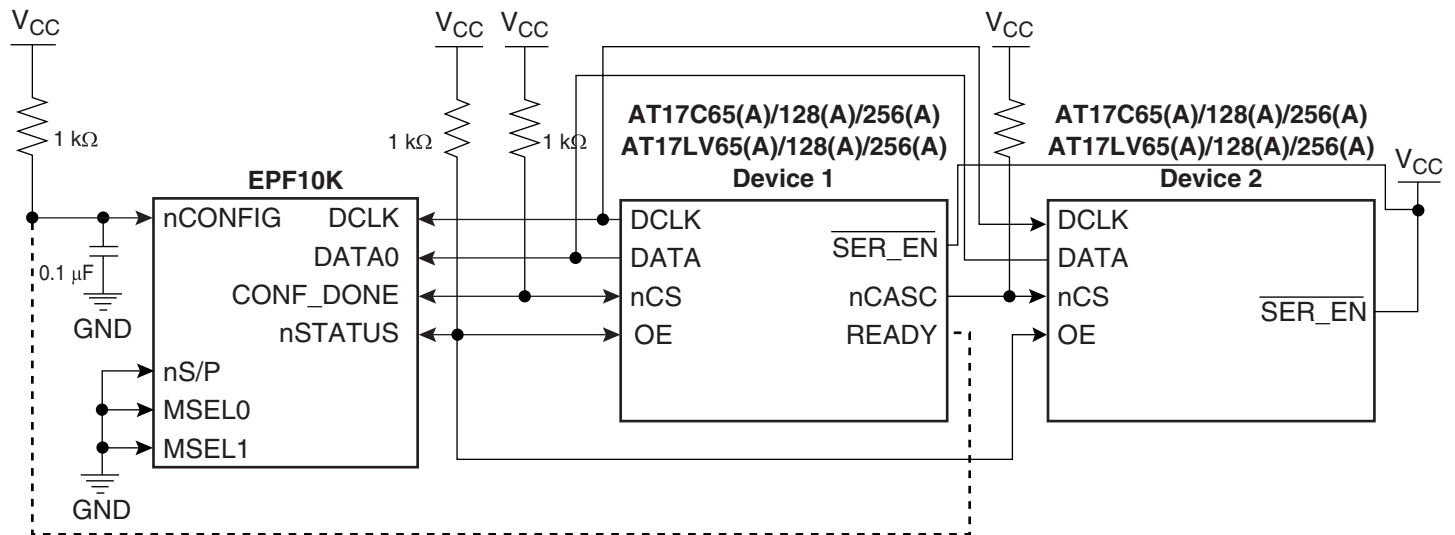 VCC
VCC
VCC
VCC
1 kΩ
1 kΩ
1 kΩ
AT17C65(A)/128(A)/256(A)
AT17LV65(A)/128(A)/256(A)
Device 1
AT17C65(A)/128(A)/256(A)
AT17LV65(A)/128(A)/256(A)
Device 2
VCC
EPF10K
nCONFIG
DCLK
DATA0
CONF_DONE
nSTATUS
nS/P
MSEL0
MSEL1
0.1 μF
GND
GND
DCLK
DATA
nCS
OE
SER_EN
nCASC
READY
DCLK
DATA
nCS
OE
SER_EN